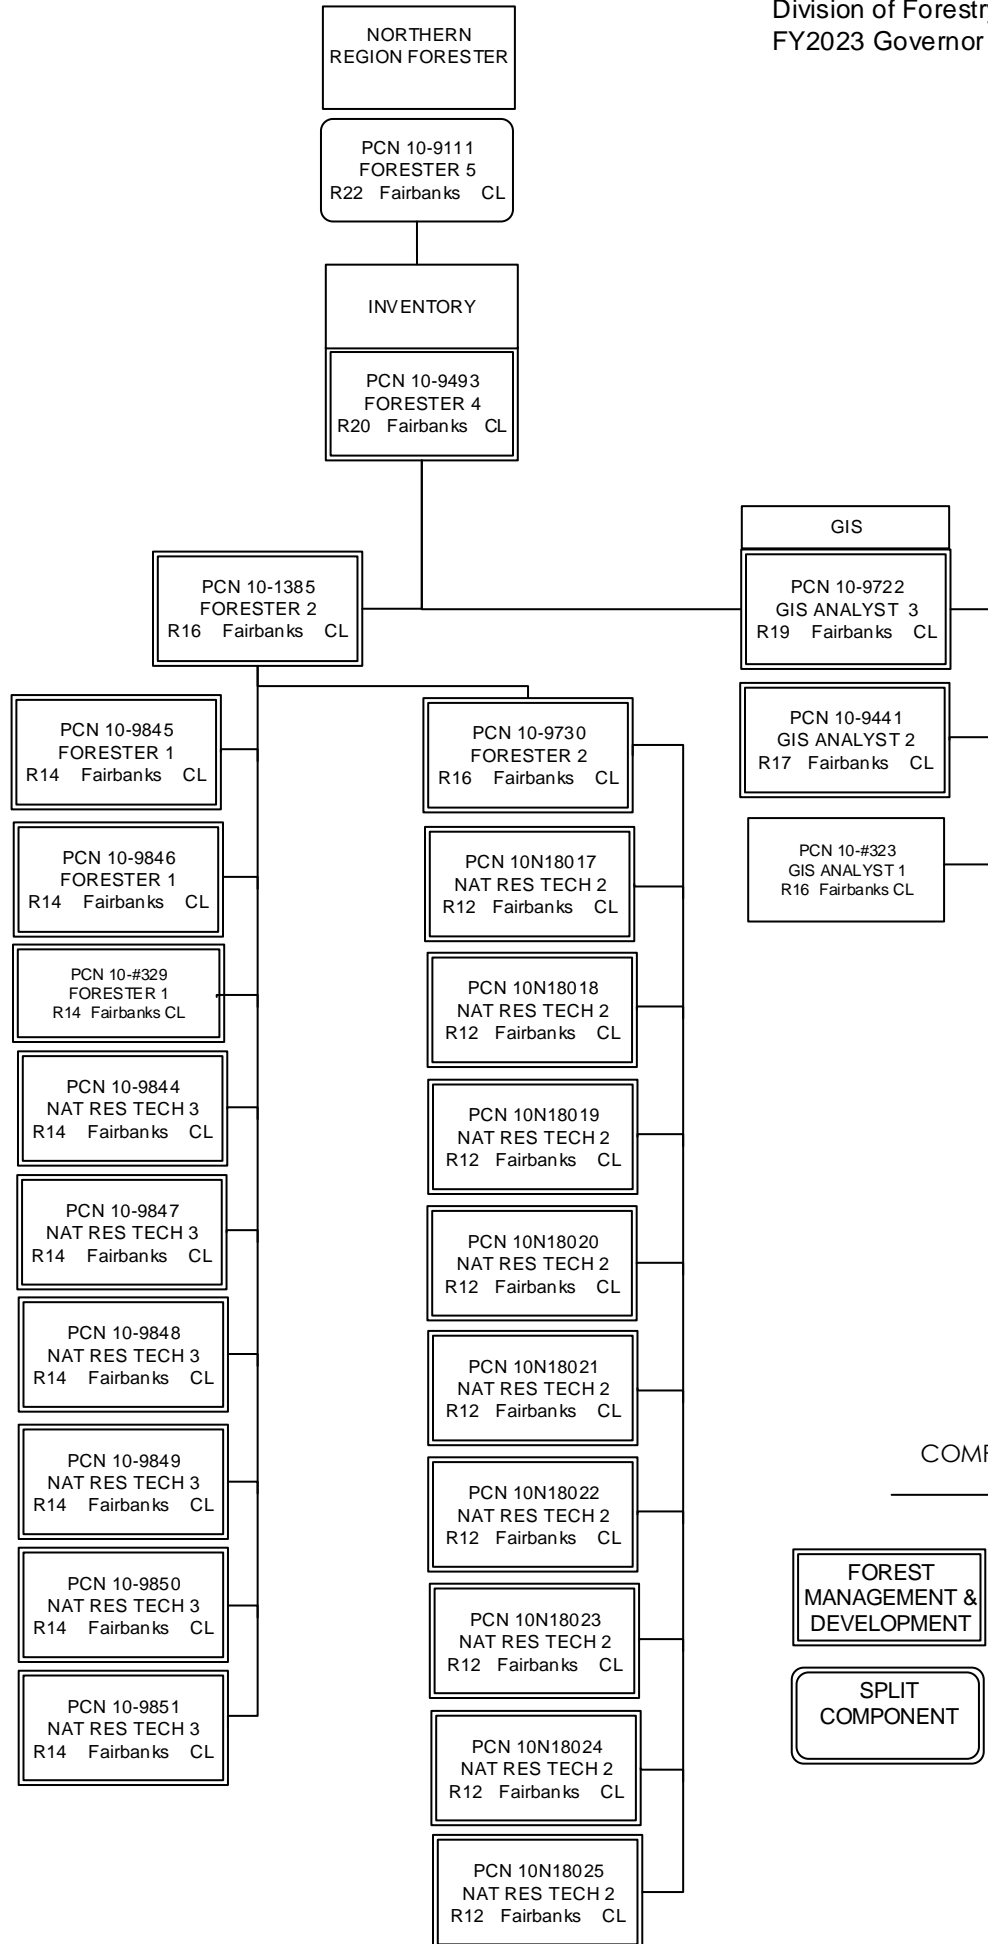 Division of Forestry
FY2023 Governor
NORTHERN
REGION FORESTER
PCN 10-9111
FORESTER 5
R22 Fairbanks CL
INVENTORY
PCN 10-9493
FORESTER 4
R20 Fairbanks CL
PCN 10-1385
FORESTER 2
R16 Fairbanks CL
PCN 10-9845
FORESTER 1
R14 Fairbanks CL
PCN 10-9846
FORESTER 1
R14 Fairbanks CL
PCN 10-#329
FORESTER 1
R14 Fairbanks CL
PCN 10-9844
NAT RES TECH 3
R14 Fairbanks CL
PCN 10-9847
NAT RES TECH 3
R14 Fairbanks CL
PCN 10-9848
NAT RES TECH 3
R14 Fairbanks CL
PCN 10-9849
NAT RES TECH 3
R14 Fairbanks CL
PCN 10-9850
NAT RES TECH 3
R14 Fairbanks CL
PCN 10-9851
NAT RES TECH 3
R14 Fairbanks CL
PCN 10-9730
FORESTER 2
R16 Fairbanks CL
PCN 10N18017
NAT RES TECH 2
R12 Fairbanks CL
PCN 10N18018
NAT RES TECH 2
R12 Fairbanks CL
PCN 10N18019
NAT RES TECH 2
R12 Fairbanks CL
PCN 10N18020
NAT RES TECH 2
R12 Fairbanks CL
PCN 10N18021
NAT RES TECH 2
R12 Fairbanks CL
PCN 10N18022
NAT RES TECH 2
R12 Fairbanks CL
PCN 10N18023
NAT RES TECH 2
R12 Fairbanks CL
PCN 10N18024
NAT RES TECH 2
R12 Fairbanks CL
PCN 10N18025
NAT RES TECH 2
R12 Fairbanks CL
GIS
PCN 10-9722
GIS ANALYST 3
R19 Fairbanks CL
PCN 10-9441
GIS ANALYST 2
R17 Fairbanks CL
PCN 10-#323
GIS ANALYST 1
R16 Fairbanks CL
FOREST
MANAGEMENT &
DEVELOPMENT
SPLIT
COMPONENT